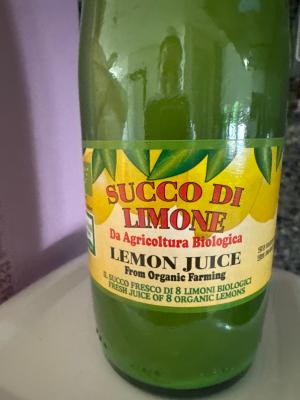 SUCCO DI
LIMONE
Da Agricoltura Biologica
LEMON JUICE
From Organic Farming
IL SUCCO FRESCO DI 8 LIMONI BIOLOGICI
FRESH JUICE OF 8 ORGANIC LEMONS